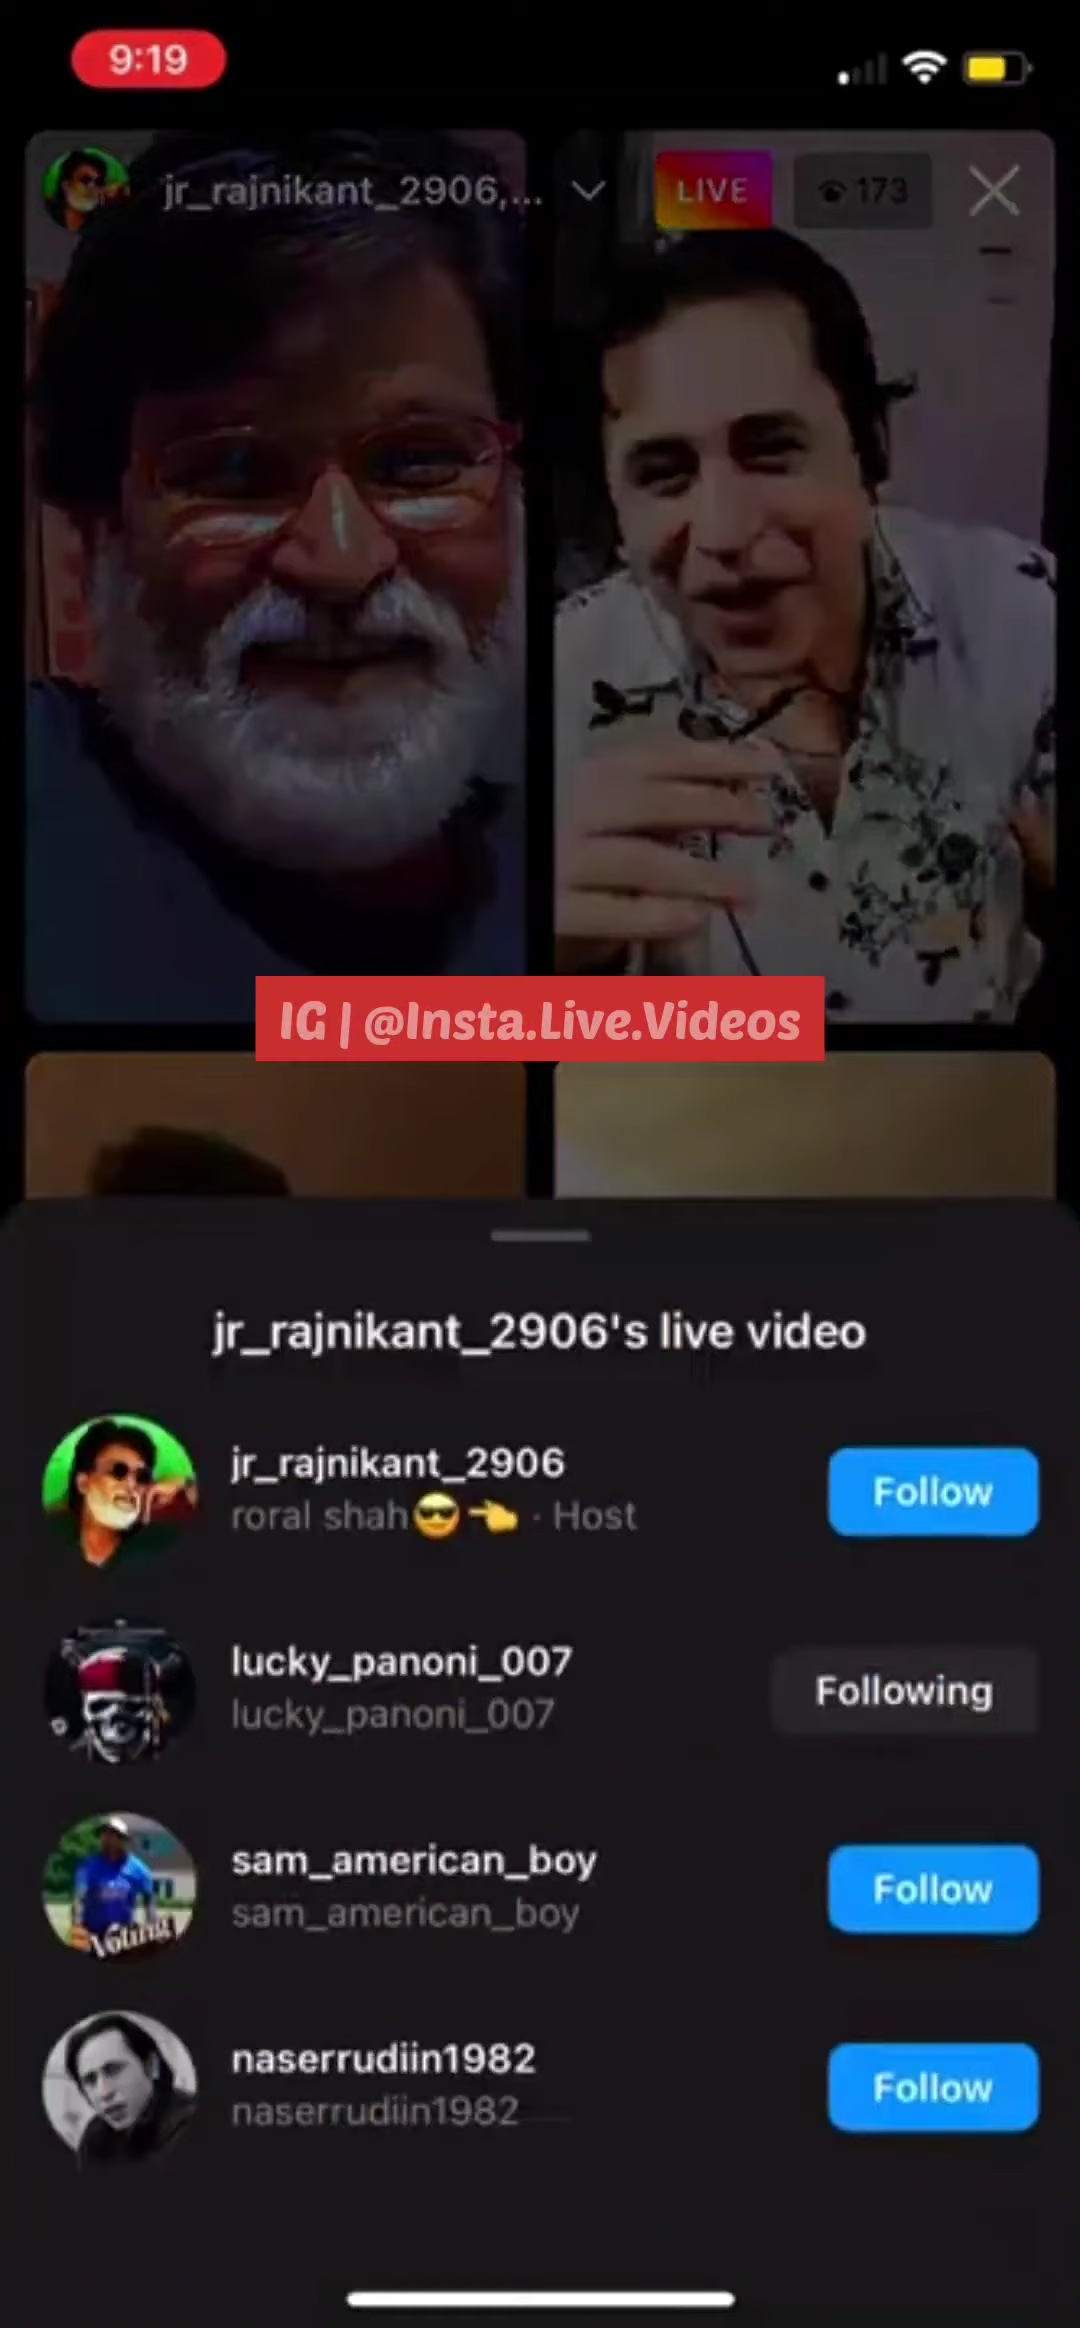 9:19
jr_rajnikant_2906,...
LIVE
173
IG | @Insta.Live.Videos
jr_rajnikant_2906's live video
jr_rajnikant_2906
roral shah😎👈 · Host
Follow
lucky_panoni_007
lucky_panoni_007
Following
sam_american_boy
sam_american_boy
Follow
Voting
naserrudiin1982
naserrudiin1982
Follow